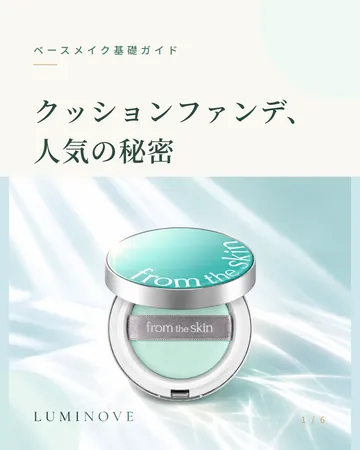 ベースメイク基礎ガイド
クッションファンデ、
人気の秘密
from the skin
from the skin
LUMINOVE
1 / 6